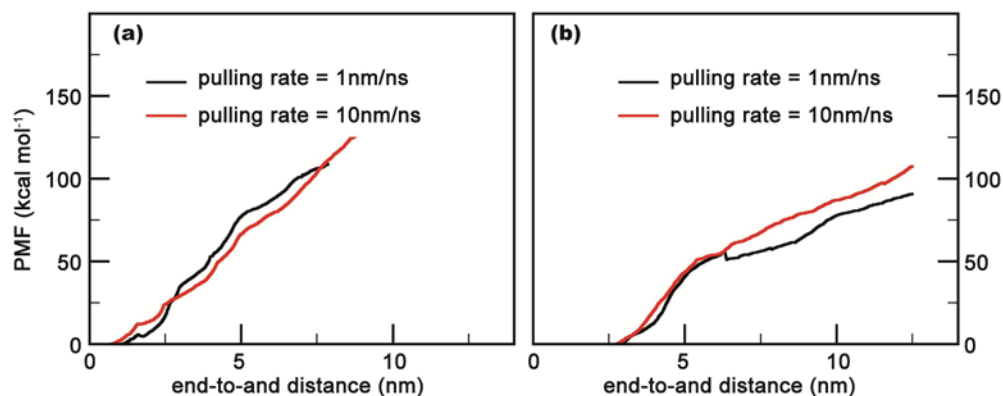 (a)
pulling rate = 1nm/ns
pulling rate = 10nm/ns
PMF (kcal mol⁻¹)
150
100
50
0
0
5
10
end-to-and distance (nm)
(b)
pulling rate = 1nm/ns
pulling rate = 10nm/ns
150
100
50
0
0
5
10
end-to-and distance (nm)